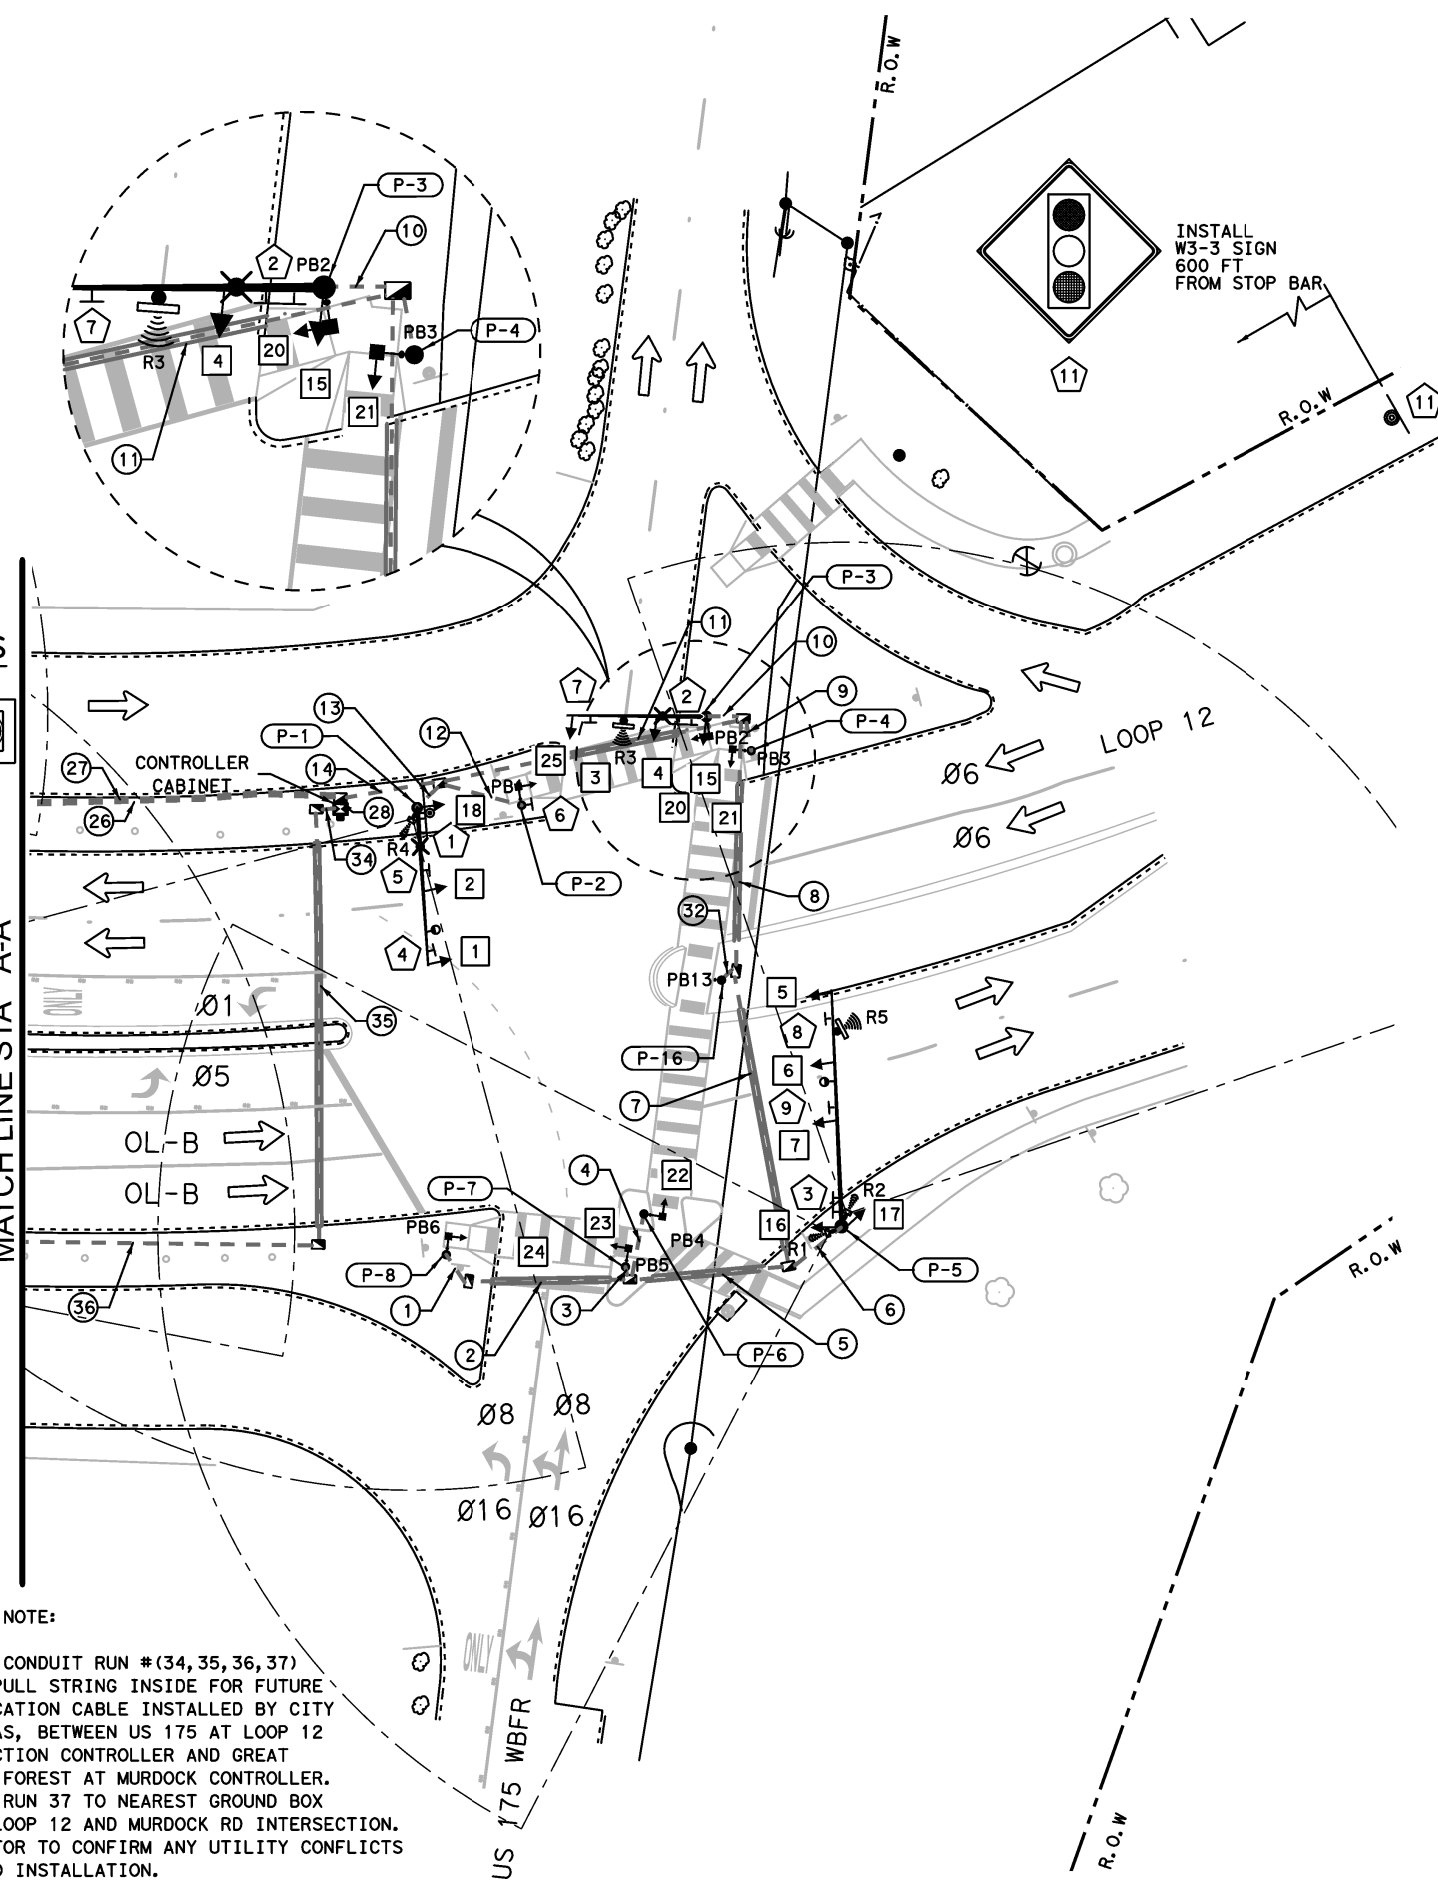 R.O.W
P-3
10
2
PB2
7
R3
4
20
15
PB3
P-4
21
11
INSTALL
W3-3 SIGN
600 FT
FROM STOP BAR
11
R.O.W
11
P-3
11
10
7
2
9
13
P-4
P-1
12
PB2
PB3
R3
CONTROLLER
CABINET
14
25
3
4
15
27
20
21
26
28
18
6
1
34
R4
5
2
P-2
4
1
LOOP 12
Ø6
Ø6
8
32
PB13
5
R5
8
P-16
6
9
7
7
MATCH LINE STA A-A
ONLY
Ø1
35
Ø5
OL-B
OL-B
4
22
P-7
3
R2
17
16
PB6
23
24
PB4
PB5
R1
P-8
P-5
36
1
3
6
2
5
P-6
R.O.W
Ø8
Ø8
Ø16
Ø16
ONLY
US 175 WBFR
R.O.W
NOTE:
CONDUIT RUN #(34,35,36,37)
PULL STRING INSIDE FOR FUTURE
CATION CABLE INSTALLED BY CITY
AS, BETWEEN US 175 AT LOOP 12
CTION CONTROLLER AND GREAT
FOREST AT MURDOCK CONTROLLER.
RUN 37 TO NEAREST GROUND BOX
LOOP 12 AND MURDOCK RD INTERSECTION.
TOR TO CONFIRM ANY UTILITY CONFLICTS
O INSTALLATION.